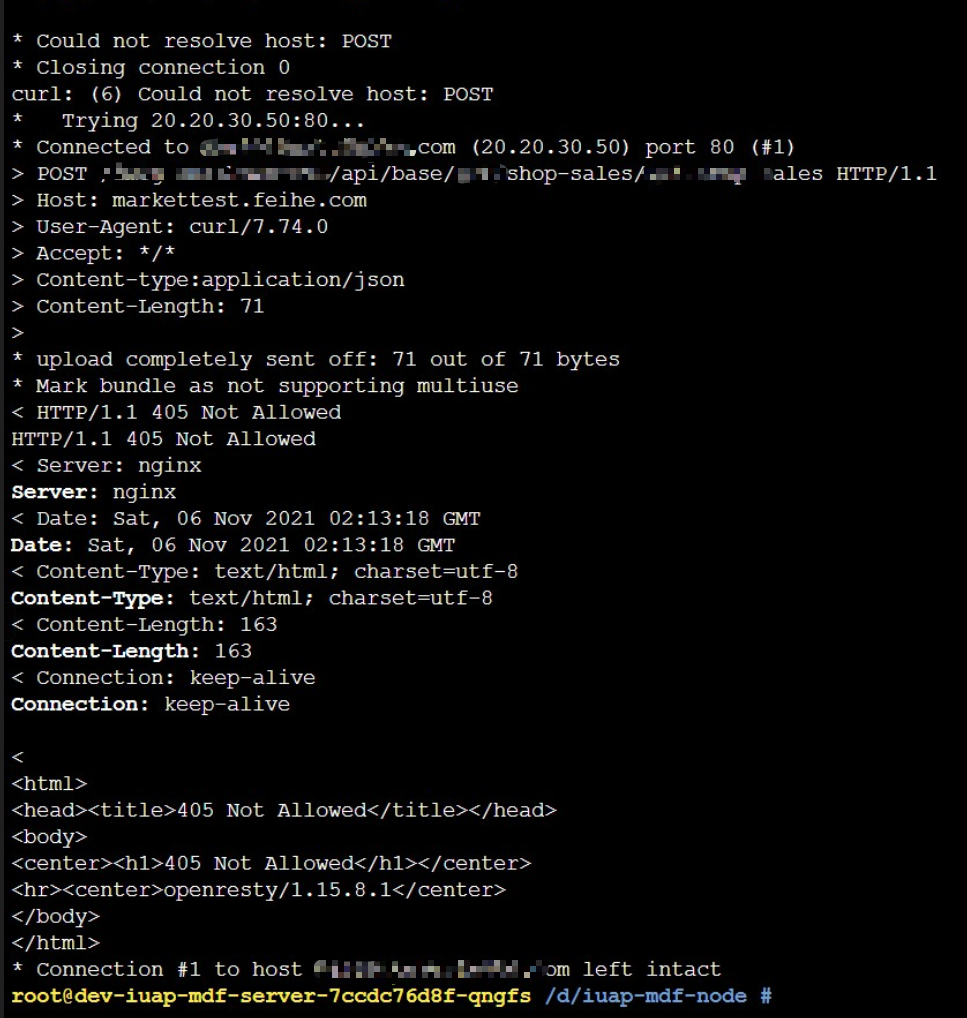 * Could not resolve host: POST
* Closing connection 0
curl: (6) Could not resolve host: POST
*   Trying 20.20.30.50:80...
* Connected to .com (20.20.30.50) port 80 (#1)
> POST /api/base/ shop-sales/ ales HTTP/1.1
> Host: markettest.feihe.com
> User-Agent: curl/7.74.0
> Accept: */*
> Content-type:application/json
> Content-Length: 71
>
* upload completely sent off: 71 out of 71 bytes
* Mark bundle as not supporting multiuse
< HTTP/1.1 405 Not Allowed
HTTP/1.1 405 Not Allowed
< Server: nginx
Server: nginx
< Date: Sat, 06 Nov 2021 02:13:18 GMT
Date: Sat, 06 Nov 2021 02:13:18 GMT
< Content-Type: text/html; charset=utf-8
Content-Type: text/html; charset=utf-8
< Content-Length: 163
Content-Length: 163
< Connection: keep-alive
Connection: keep-alive
<
<html>
<head><title>405 Not Allowed</title></head>
<body>
<center><h1>405 Not Allowed</h1></center>
<hr><center>openresty/1.15.8.1</center>
</body>
</html>
* Connection #1 to host om left intact
root@dev-iuap-mdf-server-7ccdc76d8f-qngfs /d/iuap-mdf-node #